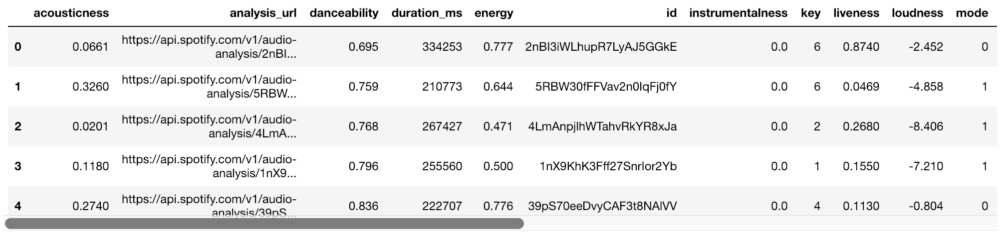 acousticness analysis_url danceability duration_ms energy id instrumentalness key liveness loudness mode
0 0.0661 https://api.spotify.com/v1/audio-analysis/2nBI... 0.695 334253 0.777 2nBI3iWLhupR7LyAJ5GGkE 0.0 6 0.8740 -2.452 0
1 0.3260 https://api.spotify.com/v1/audio-analysis/5RBW... 0.759 210773 0.644 5RBW30fFFVav2n0IqFj0fY 0.0 6 0.0469 -4.858 1
2 0.0201 https://api.spotify.com/v1/audio-analysis/4LmA... 0.768 267427 0.471 4LmAnpjlhWTahvRkYR8xJa 0.0 2 0.2680 -8.406 1
3 0.1180 https://api.spotify.com/v1/audio-analysis/1nX9... 0.796 255560 0.500 1nX9KhK3Fff27SnrIor2Yb 0.0 1 0.1550 -7.210 1
4 0.2740 https://api.spotify.com/v1/audio-analysis/39pS... 0.836 222707 0.776 39pS70eeDvyCAF3t8NAlVV 0.0 4 0.1130 -0.804 0